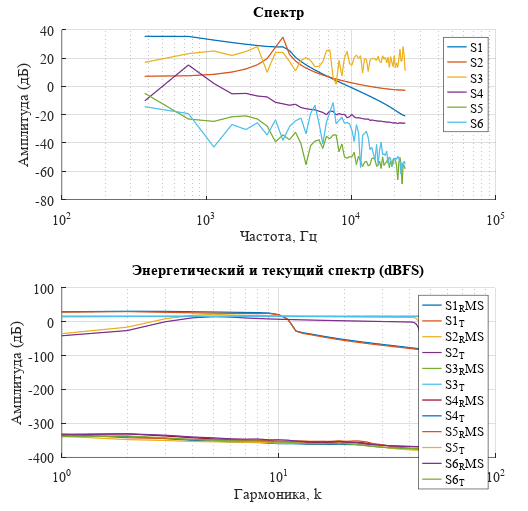 Спектр
Амплитуда (дБ)
40
20
0
-20
-40
-60
-80
10²
10³
10⁴
10⁵
Частота, Гц
S1
S2
S3
S4
S5
S6
Энергетический и текущий спектр (dBFS)
Амплитуда (дБ)
100
0
-100
-200
-300
-400
10⁰
10¹
10²
Гармоника, k
S1RMS
S1T
S2RMS
S2T
S3RMS
S3T
S4RMS
S4T
S5RMS
S5T
S6RMS
S6T